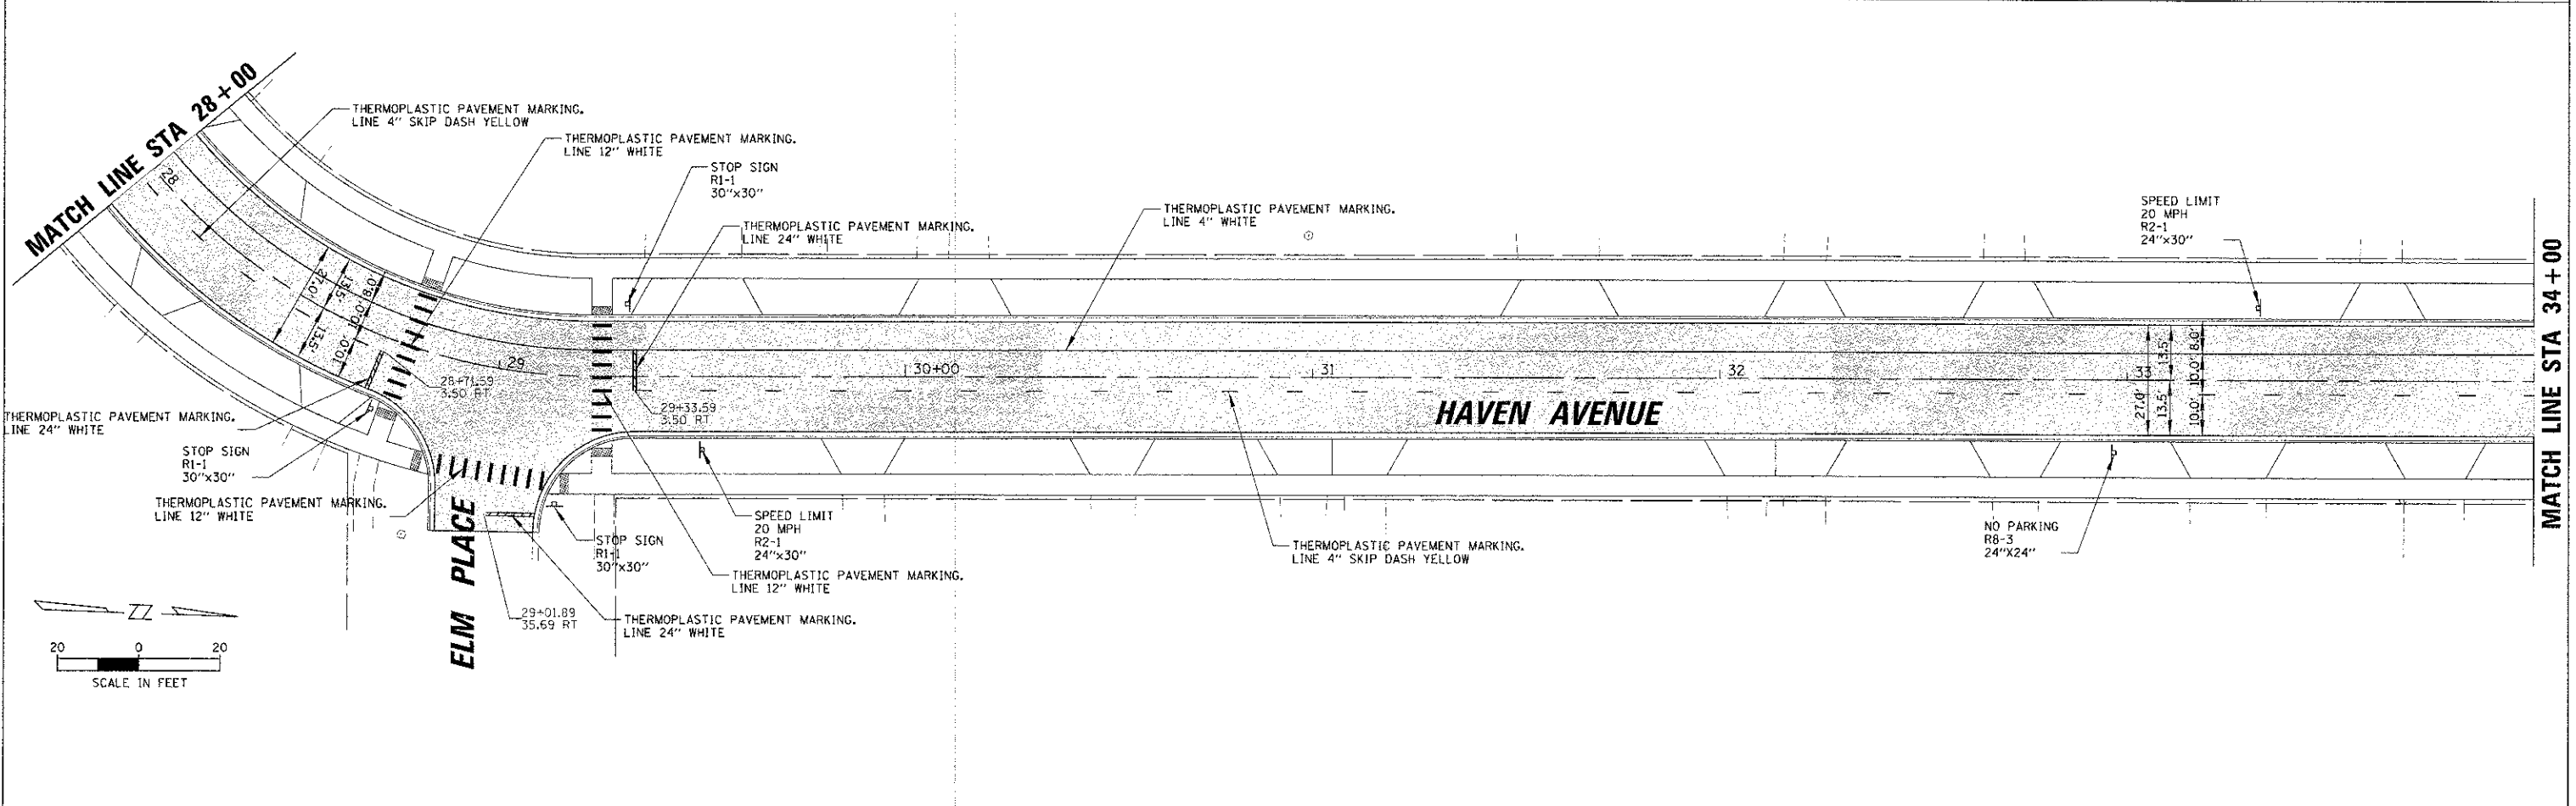 MATCH LINE STA 28+00
THERMOPLASTIC PAVEMENT MARKING.
LINE 4" SKIP DASH YELLOW
THERMOPLASTIC PAVEMENT MARKING.
LINE 12" WHITE
STOP SIGN
R1-1
30"x30"
THERMOPLASTIC PAVEMENT MARKING.
LINE 24" WHITE
THERMOPLASTIC PAVEMENT MARKING.
LINE 4" WHITE
SPEED LIMIT
20 MPH
R2-1
24"x30"
MATCH LINE STA 34+00
28
27.0'
13.5'
13.5'
8.0'
10.0'
10.0'
29
28+71.59
3.50 RT
29+33.59
3.50 RT
30+00
31
32
33
27.0'
13.5'
13.5'
8.0'
10.0'
10.0'
HAVEN AVENUE
THERMOPLASTIC PAVEMENT MARKING.
LINE 24" WHITE
STOP SIGN
R1-1
30"x30"
THERMOPLASTIC PAVEMENT MARKING.
LINE 12" WHITE
ELM PLACE
STOP SIGN
R1-1
30"x30"
SPEED LIMIT
20 MPH
R2-1
24"x30"
THERMOPLASTIC PAVEMENT MARKING.
LINE 12" WHITE
THERMOPLASTIC PAVEMENT MARKING.
LINE 4" SKIP DASH YELLOW
NO PARKING
R8-3
24"X24"
29+01.89
35.69 RT
THERMOPLASTIC PAVEMENT MARKING.
LINE 24" WHITE
20 0 20
SCALE IN FEET